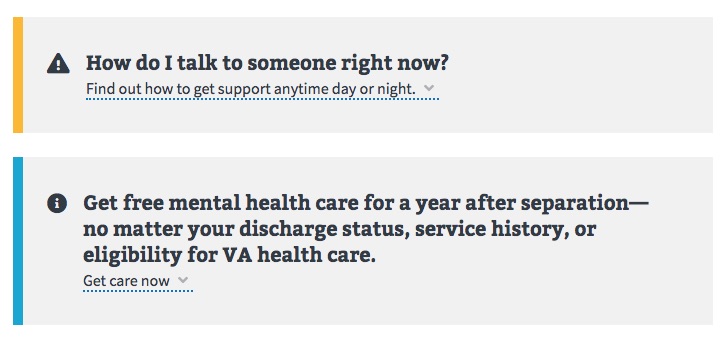 How do I talk to someone right now?
Find out how to get support anytime day or night.
Get free mental health care for a year after separation—
no matter your discharge status, service history, or
eligibility for VA health care.
Get care now